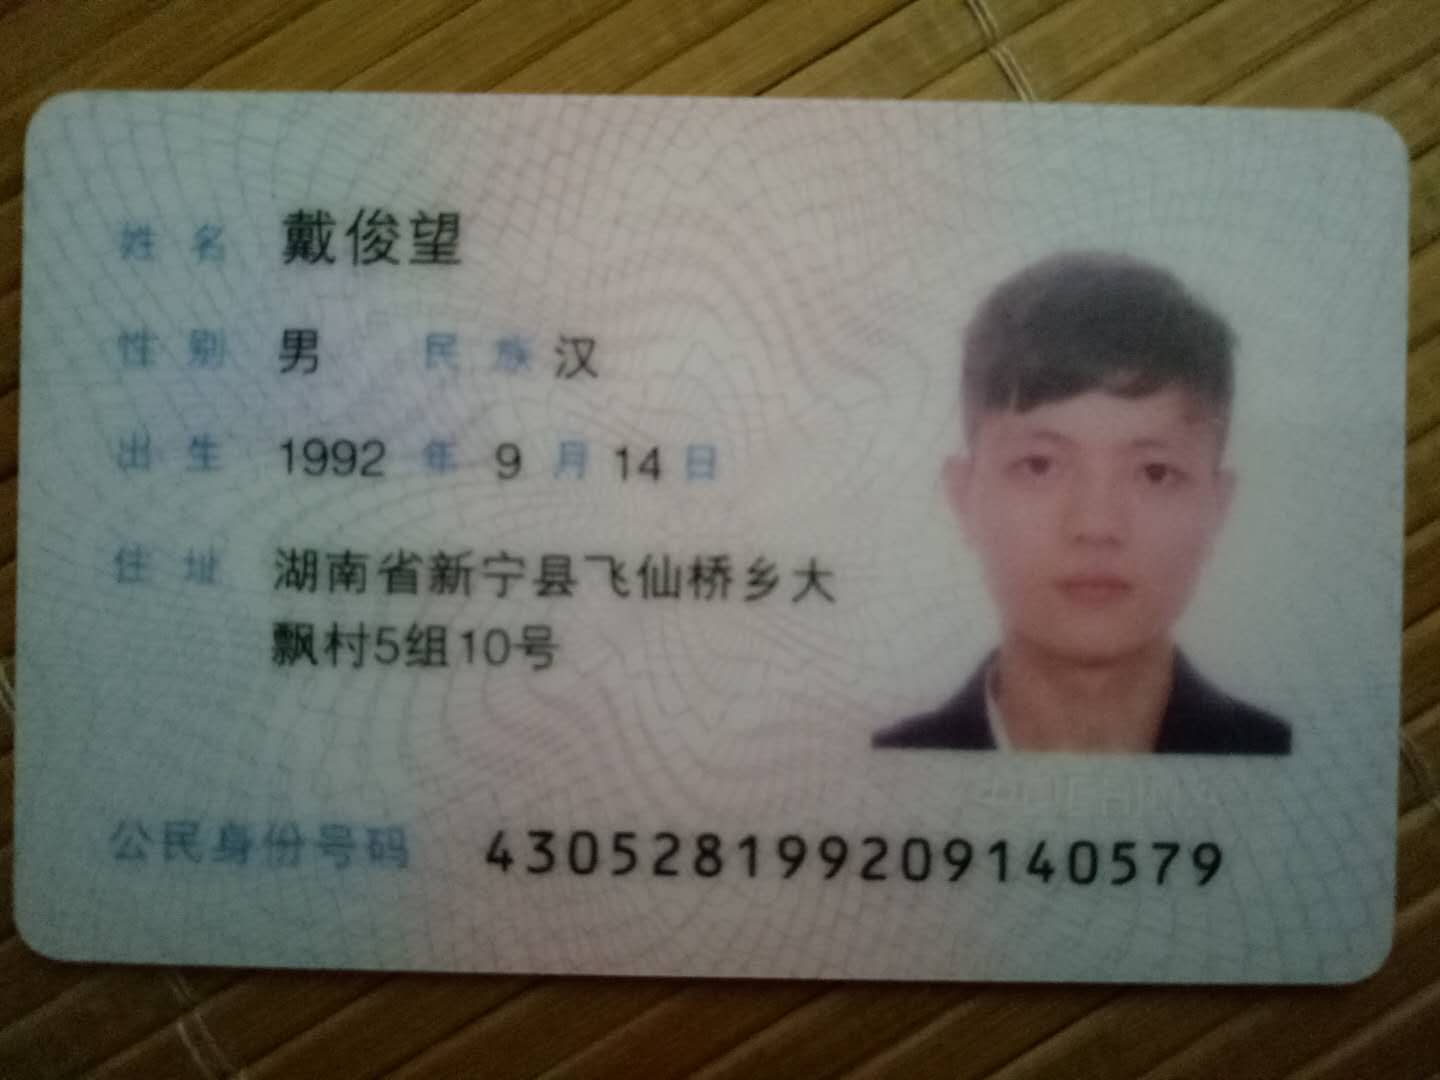 姓名 戴俊望
性别 男 民族 汉
出生 1992 年 9 月 14 日
住址 湖南省新宁县飞仙桥乡大
飘村5组10号
公民身份号码 430528199209140579